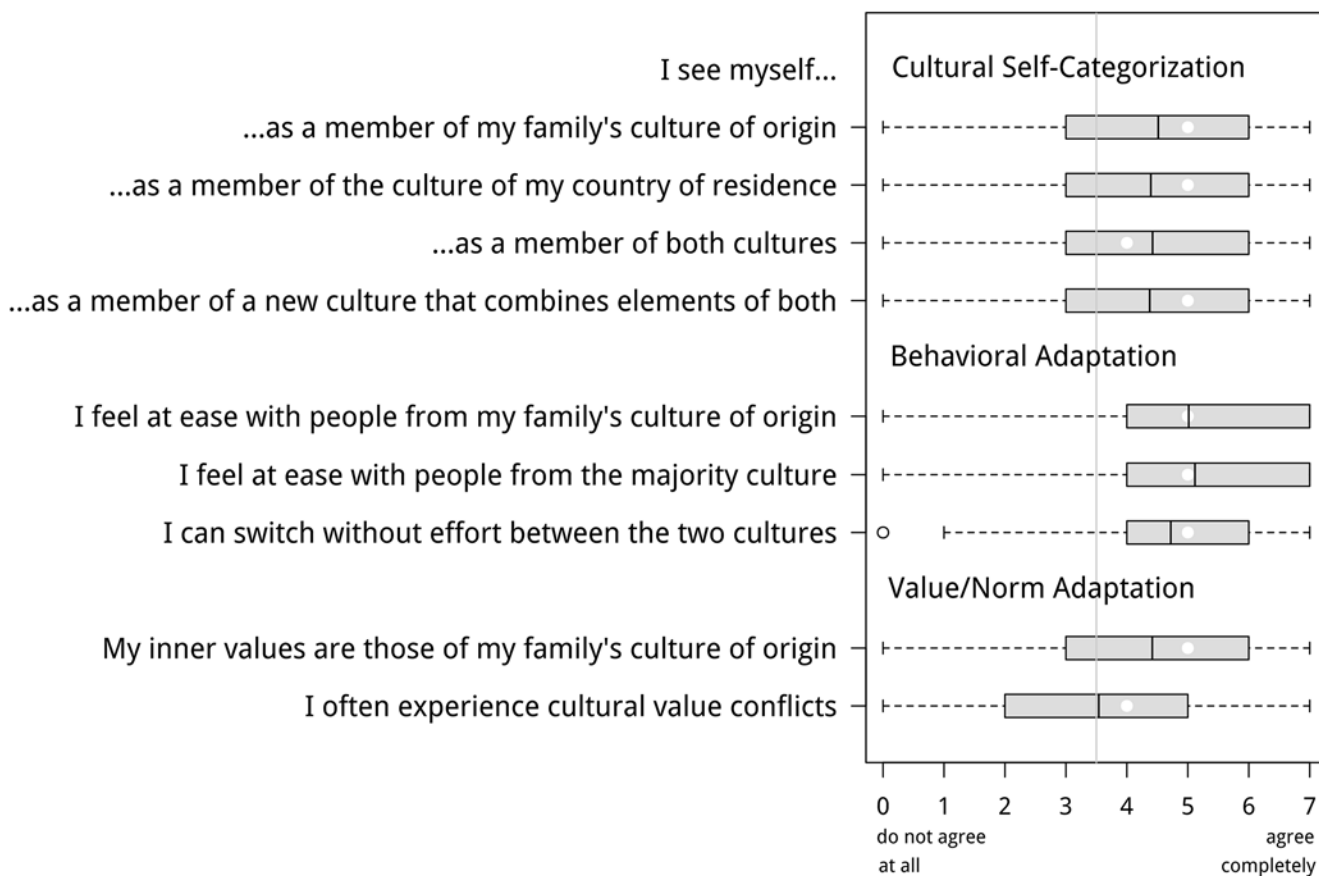 I see myself...
Cultural Self-Categorization
...as a member of my family's culture of origin
...as a member of the culture of my country of residence
...as a member of both cultures
...as a member of a new culture that combines elements of both
Behavioral Adaptation
I feel at ease with people from my family's culture of origin
I feel at ease with people from the majority culture
I can switch without effort between the two cultures
Value/Norm Adaptation
My inner values are those of my family's culture of origin
I often experience cultural value conflicts
0 1 2 3 4 5 6 7
do not agree at all
agree completely